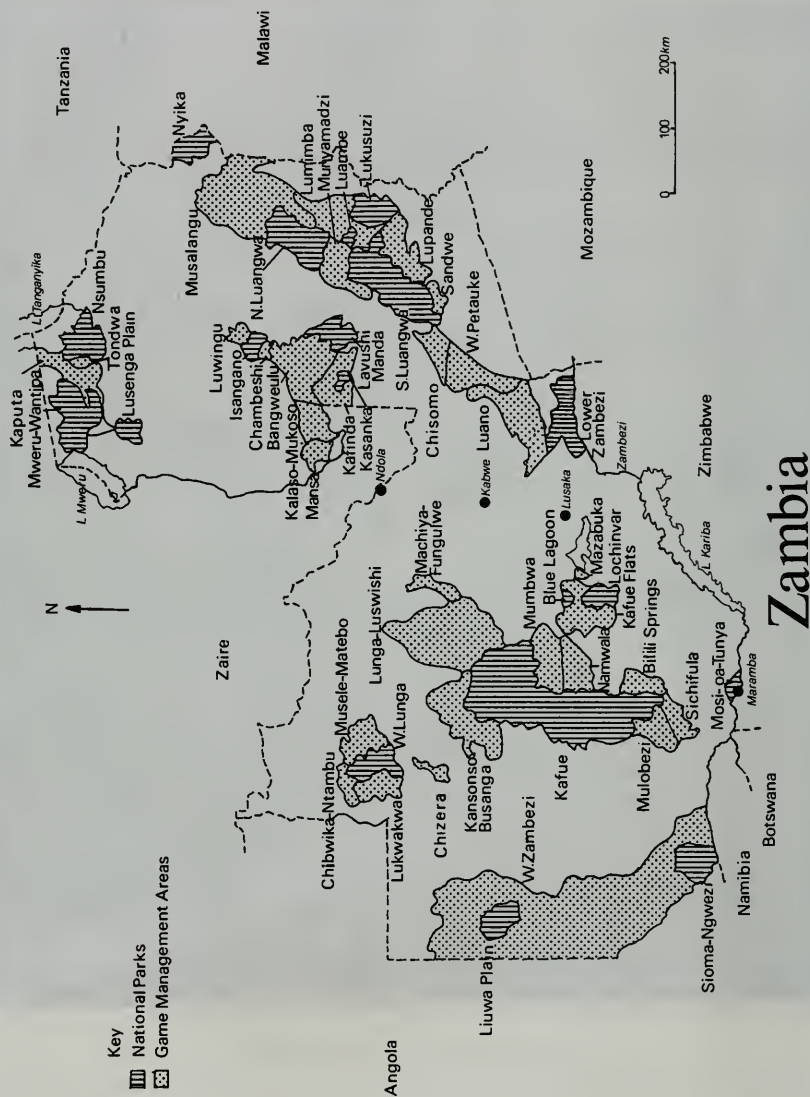 Key
National Parks
Game Management Areas
N
Tanzania
Malawi
Mozambique
Zimbabwe
Botswana
Namibia
Angola
Zaire
L Tanganyika
L Mweru
Kaputa
Mweru-Wantipa
Nsumbu
Tondwa
Lusenga Plain
Nyika
Musalangu
N.Luangwa
Lumimba
Munyamadzi
Luambe
Lukusuzi
Lupande
Sandwe
S.Luangwa
W.Petauke
Luwingu
Isangano
Chambeshi
Bangweulu
Kalaso-Mukoso
Mansa
Lavushi
Manda
Kafinda
Kasanka
Chisomo
Luano
Ndola
Kabwe
Lusaka
Lower
Zambezi
Zambezi
L. Kariba
Machiya-
Fungulwe
Lunga-Luswishi
Musele-Matebo
Chibwika-Ntambu
W.Lunga
Lukwakwa
Chizera
Kansonso
Busanga
Kafue
Mumbwa
Blue Lagoon
Mazabuka
Lochinvar
Kafue Flats
Namwala
Bilili Springs
Sichifula
Mulobezi
Mosi-oa-Tunya
Maramba
W.Zambezi
Liuwa Plain
Sioma-Ngwezi
0 100 200km
Zambia